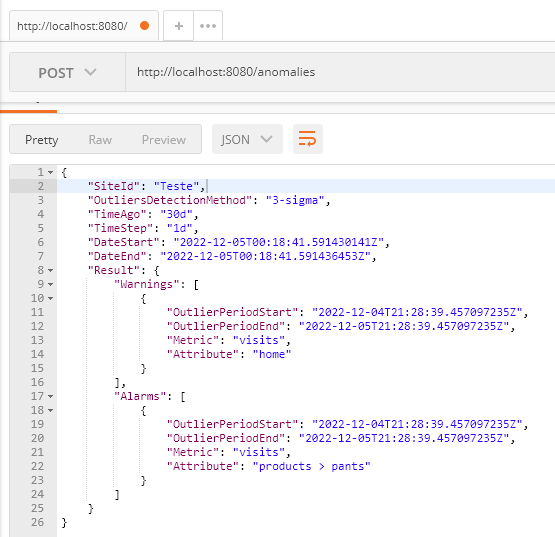 http://localhost:8080/
+
•••
POST
http://localhost:8080/anomalies
Pretty
Raw
Preview
JSON
1 {
2 "SiteId": "Teste",
3 "OutliersDetectionMethod": "3-sigma",
4 "TimeAgo": "30d",
5 "TimeStep": "1d",
6 "DateStart": "2022-12-05T00:18:41.591430141Z",
7 "DateEnd": "2022-12-05T00:18:41.591436453Z",
8 "Result": {
9 "Warnings": [
10 {
11 "OutlierPeriodStart": "2022-12-04T21:28:39.457097235Z",
12 "OutlierPeriodEnd": "2022-12-05T21:28:39.457097235Z",
13 "Metric": "visits",
14 "Attribute": "home"
15 }
16 ],
17 "Alarms": [
18 {
19 "OutlierPeriodStart": "2022-12-04T21:28:39.457097235Z",
20 "OutlierPeriodEnd": "2022-12-05T21:28:39.457097235Z",
21 "Metric": "visits",
22 "Attribute": "products > pants"
23 }
24 ]
25 }
26 }